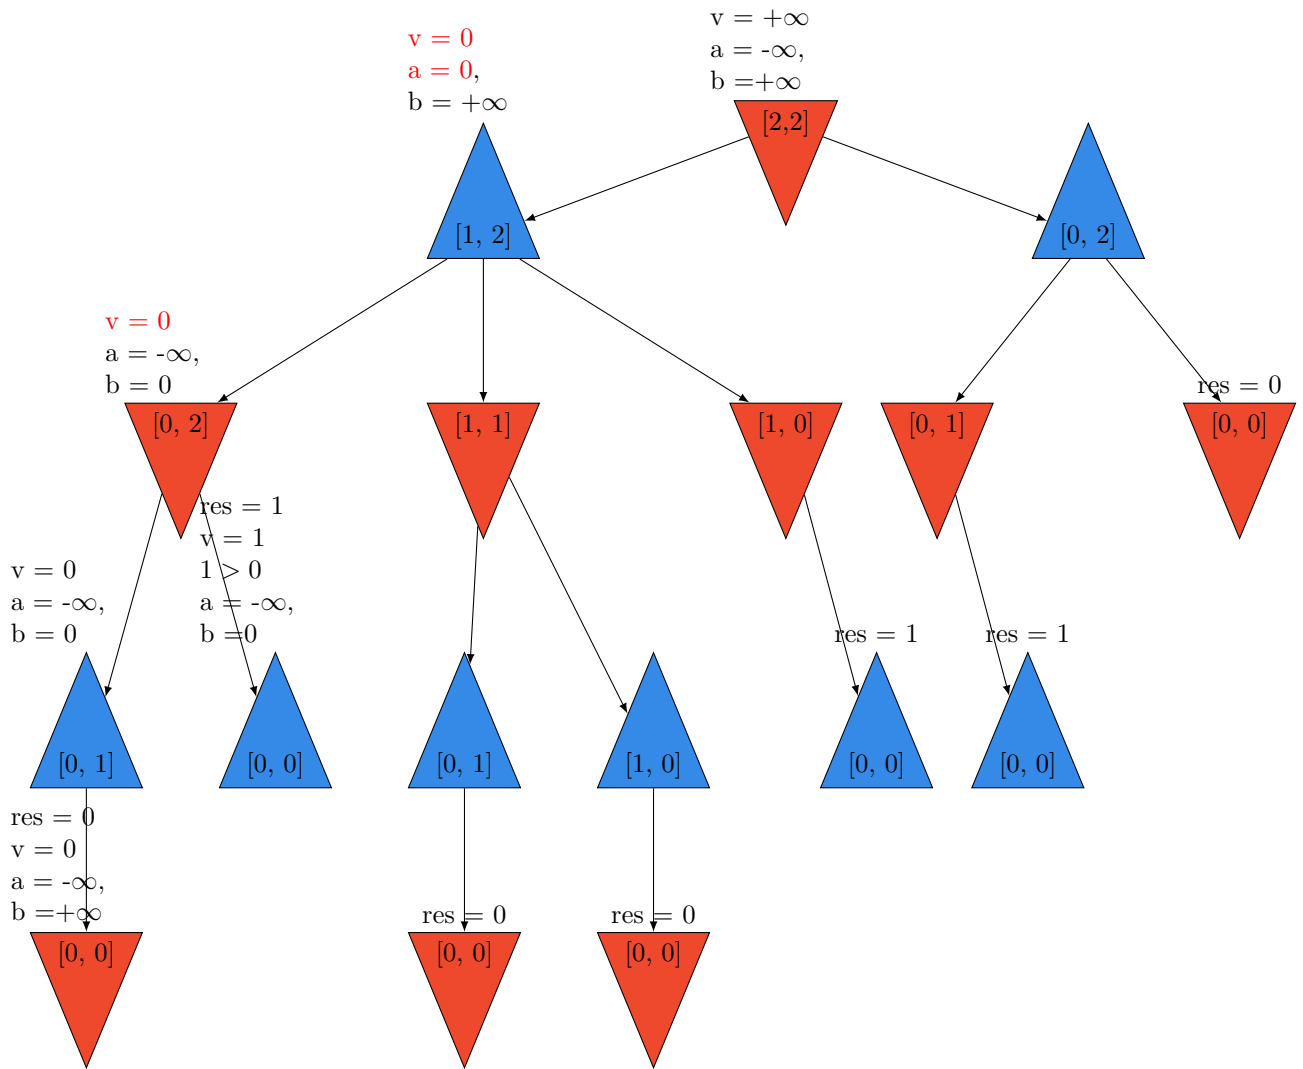 v = +∞
a = -∞,
b =+∞
[2,2]
v = 0
a = 0,
b = +∞
[1, 2]
[0, 2]
v = 0
a = -∞,
b = 0
[0, 2]
[1, 1]
[1, 0]
[0, 1]
res = 0
[0, 0]
v = 0
a = -∞,
b = 0
[0, 1]
res = 1
v = 1
1 > 0
a = -∞,
b =0
[0, 0]
[0, 1]
[1, 0]
res = 1
[0, 0]
res = 1
[0, 0]
res = 0
v = 0
a = -∞,
b =+∞
[0, 0]
res = 0
[0, 0]
res = 0
[0, 0]